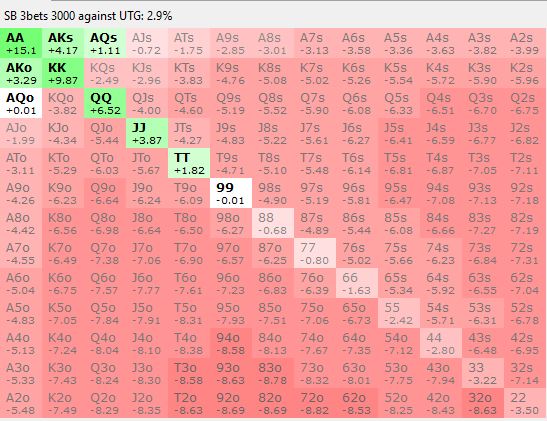 SB 3bets 3000 against UTG: 2.9%
AA AKs AQs AJs ATs A9s A8s A7s A6s A5s A4s A3s A2s
+15.1 +4.17 +1.11 -0.72 -1.75 -2.85 -3.01 -3.13 -3.58 -3.36 -3.63 -3.82 -3.99
AKo KK KQs KJs KTs K9s K8s K7s K6s K5s K4s K3s K2s
+3.29 +9.87 -2.49 -2.96 -3.83 -4.76 -5.08 -5.02 -5.26 -5.54 -5.72 -5.90 -5.96
AQo KQo QQ QJs QTs Q9s Q8s Q7s Q6s Q5s Q4s Q3s Q2s
+0.01 -3.82 +6.52 -4.00 -4.60 -5.19 -5.52 -5.90 -6.08 -6.33 -6.51 -6.70 -6.75
AJo KJo QJo JJ JTs J9s J8s J7s J6s J5s J4s J3s J2s
-1.99 -4.34 -5.44 +3.87 -4.27 -4.83 -5.22 -5.61 -6.27 -6.41 -6.59 -6.77 -6.82
ATo KTo QTo JTo TT T9s T8s T7s T6s T5s T4s T3s T2s
-3.11 -5.29 -6.03 -5.67 +1.82 -4.71 -5.10 -5.48 -6.14 -6.81 -6.87 -7.05 -7.11
A9o K9o Q9o J9o T9o 99 98s 97s 96s 95s 94s 93s 92s
-4.26 -6.23 -6.64 -6.24 -6.09 -0.01 -4.90 -5.19 -5.81 -6.47 -7.08 -7.13 -7.18
A8o K8o Q8o J8o T8o 98o 88 87s 86s 85s 84s 83s 82s
-4.42 -6.56 -6.98 -6.64 -6.50 -6.27 -0.68 -4.89 -5.44 -6.08 -6.66 -7.27 -7.19
A7o K7o Q7o J7o T7o 97o 87o 77 76s 75s 74s 73s 72s
-4.55 -6.49 -7.38 -7.06 -6.90 -6.57 -6.25 -0.80 -5.02 -5.66 -6.23 -6.84 -7.31
A6o K6o Q6o J6o T6o 96o 86o 76o 66 65s 64s 63s 62s
-5.04 -6.75 -7.57 -7.77 -7.61 -7.23 -6.83 -6.39 -1.63 -5.34 -5.92 -6.55 -7.04
A5o K5o Q5o J5o T5o 95o 85o 75o 65o 55 54s 53s 52s
-4.83 -7.05 -7.84 -7.91 -8.31 -7.93 -7.51 -7.06 -6.73 -2.42 -5.71 -6.31 -6.78
A4o K4o Q4o J4o T4o 94o 84o 74o 64o 54o 44 43s 42s
-5.13 -7.24 -8.04 -8.10 -8.38 -8.58 -8.13 -7.67 -7.35 -7.12 -2.80 -6.48 -6.95
A3o K3o Q3o J3o T3o 93o 83o 73o 63o 53o 43o 33 32s
-5.33 -7.43 -8.24 -8.30 -8.58 -8.63 -8.78 -8.32 -8.01 -7.75 -7.94 -3.22 -7.14
A2o K2o Q2o J2o T2o 92o 82o 72o 62o 52o 42o 32o 22
-5.48 -7.49 -8.29 -8.35 -8.63 -8.69 -8.69 -8.82 -8.53 -8.25 -8.43 -8.63 -3.50